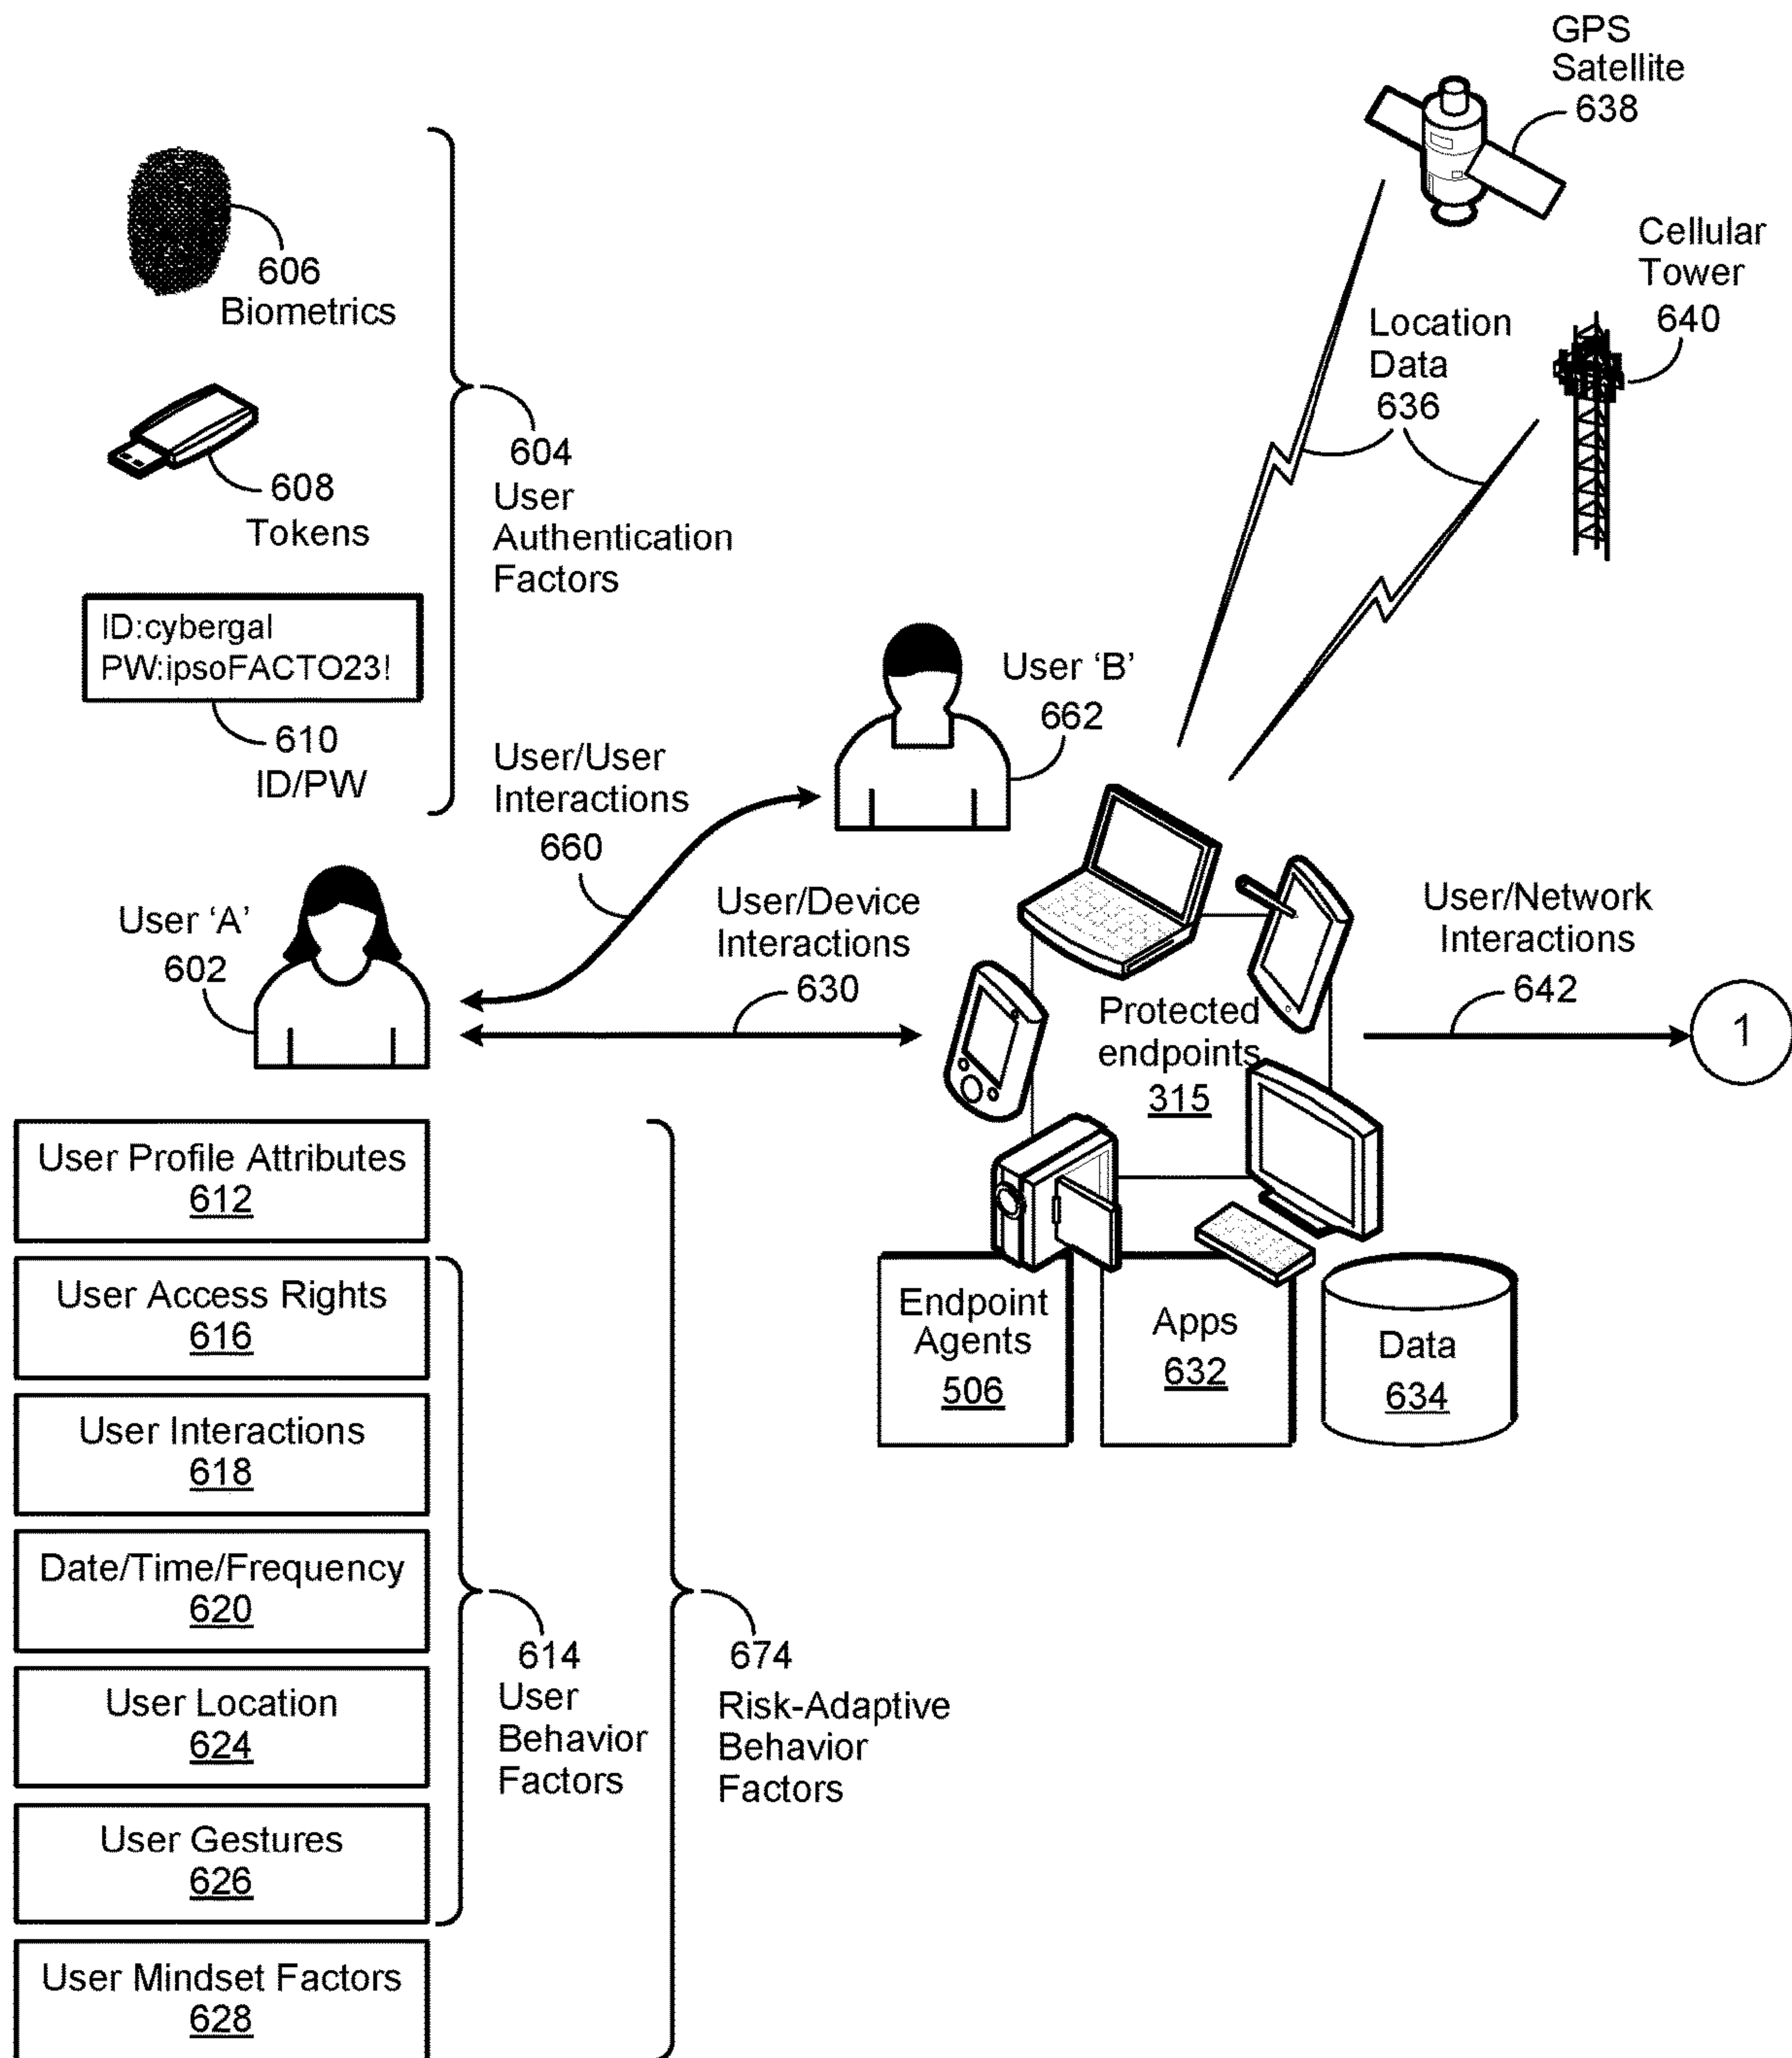 GPS
Satellite
638
Cellular
Tower
640
Location
Data
636
606
Biometrics
608
Tokens
ID:cybergal
PW:ipsoFACTO23!
610
ID/PW
604
User
Authentication
Factors
User ‘B’
662
User/User
Interactions
660
User ‘A’
602
User/Device
Interactions
630
Protected
endpoints
315
User/Network
Interactions
642
1
Endpoint
Agents
506
Apps
632
Data
634
User Profile Attributes
612
User Access Rights
616
User Interactions
618
Date/Time/Frequency
620
User Location
624
User Gestures
626
User Mindset Factors
628
614
User
Behavior
Factors
674
Risk-Adaptive
Behavior
Factors